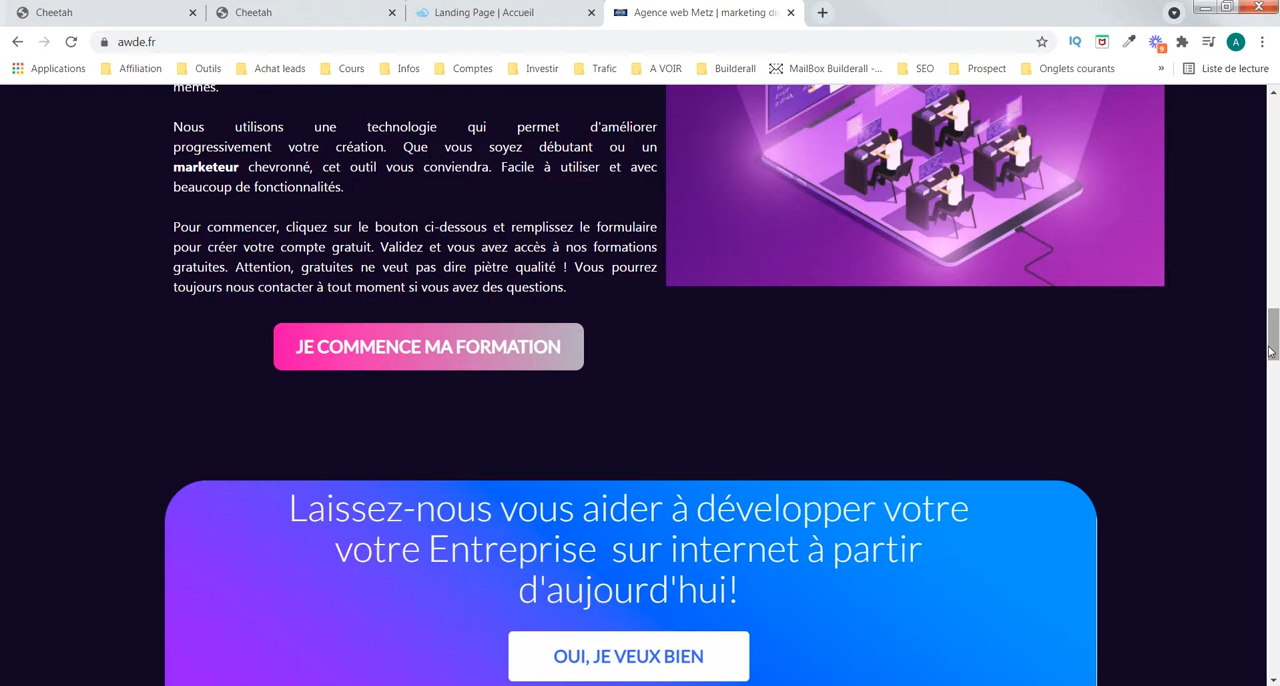 Cheetah
Cheetah
Landing Page | Accueil
Agence web Metz | marketing di
awde.fr
IQ
9
A
Applications
Affiliation
Outils
Achat leads
Cours
Infos
Comptes
Investir
Trafic
A VOIR
Builderall
MailBox Builderall -...
SEO
Prospect
Onglets courants
»
Liste de lecture
mêmes.
Nous utilisons une technologie qui permet d'améliorer
progressivement votre création. Que vous soyez débutant ou un
marketeur chevronné, cet outil vous conviendra. Facile à utiliser et avec
beaucoup de fonctionnalités.
Pour commencer, cliquez sur le bouton ci-dessous et remplissez le formulaire
pour créer votre compte gratuit. Validez et vous avez accès à nos formations
gratuites. Attention, gratuites ne veut pas dire piètre qualité ! Vous pourrez
toujours nous contacter à tout moment si vous avez des questions.
JE COMMENCE MA FORMATION
Laissez-nous vous aider à développer votre
votre Entreprise sur internet à partir
d'aujourd'hui!
OUI, JE VEUX BIEN